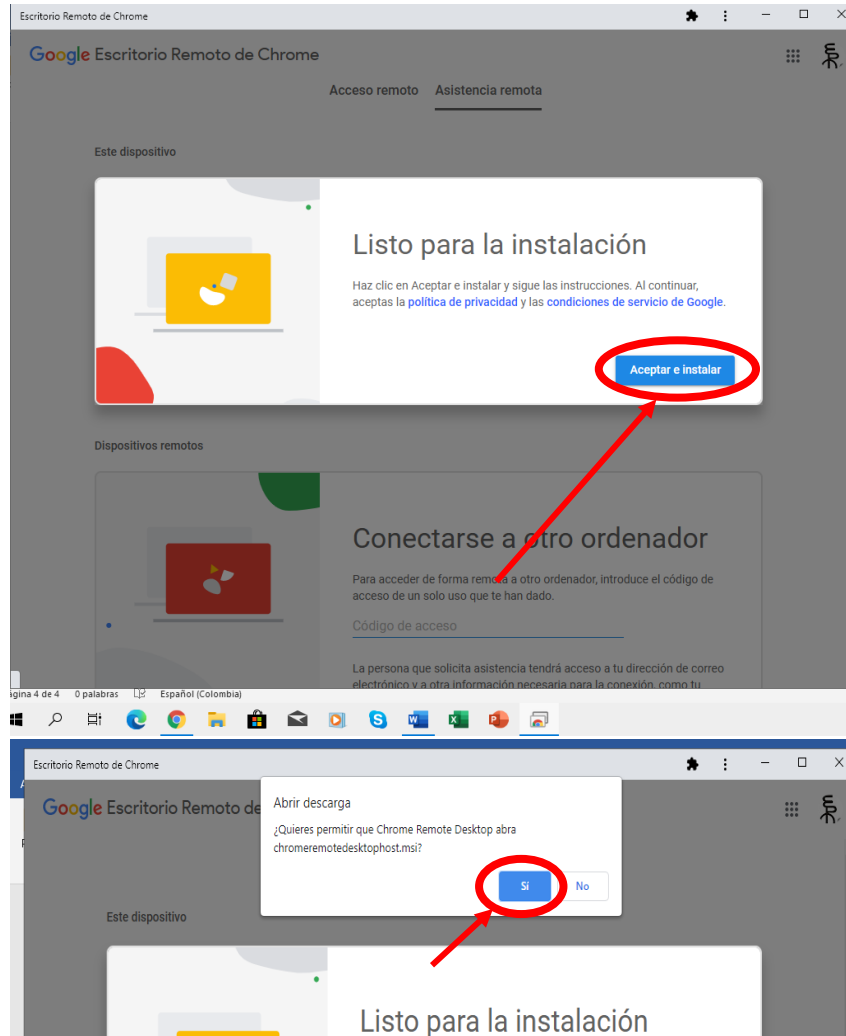 Escritorio Remoto de Chrome
Google Escritorio Remoto de Chrome
Acceso remoto Asistencia remota
Este dispositivo
Listo para la instalación
Haz clic en Aceptar e instalar y sigue las instrucciones. Al continuar,
aceptas la política de privacidad y las condiciones de servicio de Google.
Aceptar e instalar
Dispositivos remotos
Conectarse a otro ordenador
Para acceder de forma remota a otro ordenador, introduce el código de
acceso de un solo uso que te han dado.
Código de acceso
La persona que solicita asistencia tendrá acceso a tu dirección de correo
electrónico y a otra información necesaria para la conexión, como tu
4 de 4 0 palabras Español (Colombia)
Escritorio Remoto de Chrome
Google Escritorio Remoto de
Abrir descarga
¿Quieres permitir que Chrome Remote Desktop abra
chromeremotedesktophost.msi?
Sí No
Este dispositivo
Listo para la instalación